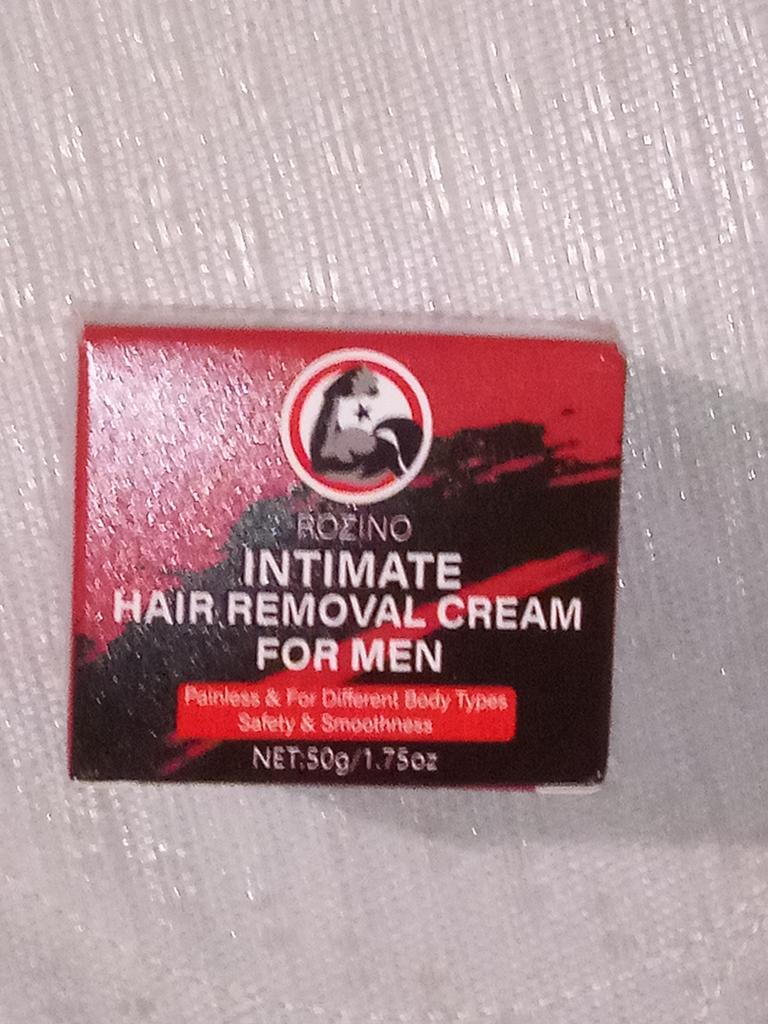 ROZINO
INTIMATE
HAIR REMOVAL CREAM
FOR MEN
Painless & For Different Body Types
Safety & Smoothness
NET:50g/1.75oz